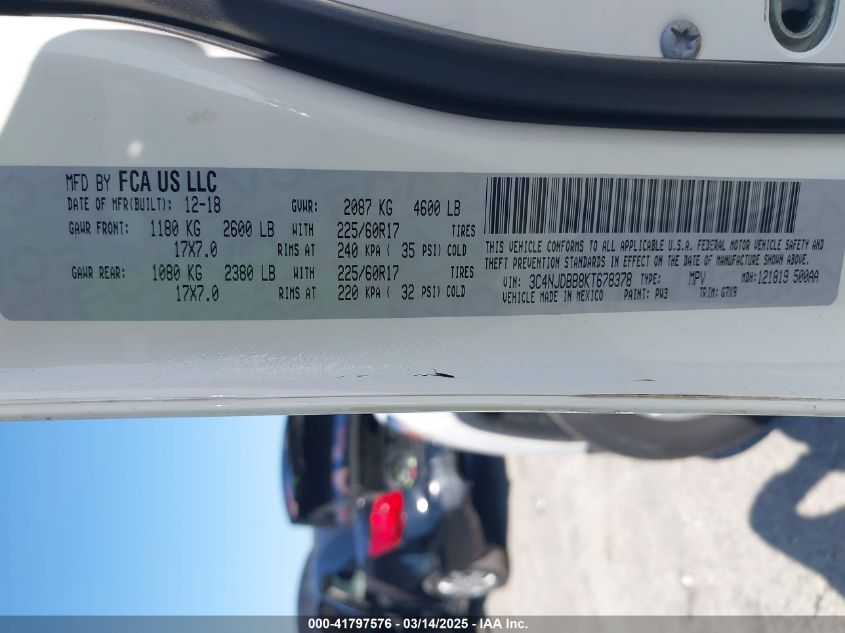 MFD BY FCA US LLC
DATE OF MFR(BUILT): 12-18 GVWR: 2087 KG 4600 LB
GAWR FRONT: 1180 KG 2600 LB WITH 225/60R17 TIRES
17X7.0 RIMS AT 240 KPA ( 35 PSI) COLD
GAWR REAR: 1080 KG 2380 LB WITH 225/60R17 TIRES
17X7.0 RIMS AT 220 KPA ( 32 PSI) COLD
THIS VEHICLE CONFORMS TO ALL APPLICABLE U.S.A. FEDERAL MOTOR VEHICLE SAFETY AND
THEFT PREVENTION STANDARDS IN EFFECT ON THE DATE OF MANUFACTURE SHOWN ABOVE.
VIN: 3C4NJDBB8KT678378 TYPE: MPV MDH: 121819 500AA
VEHICLE MADE IN MEXICO PAINT: PW3 TRIM: G7X9
000-41797576 - 03/14/2025 - IAA Inc.